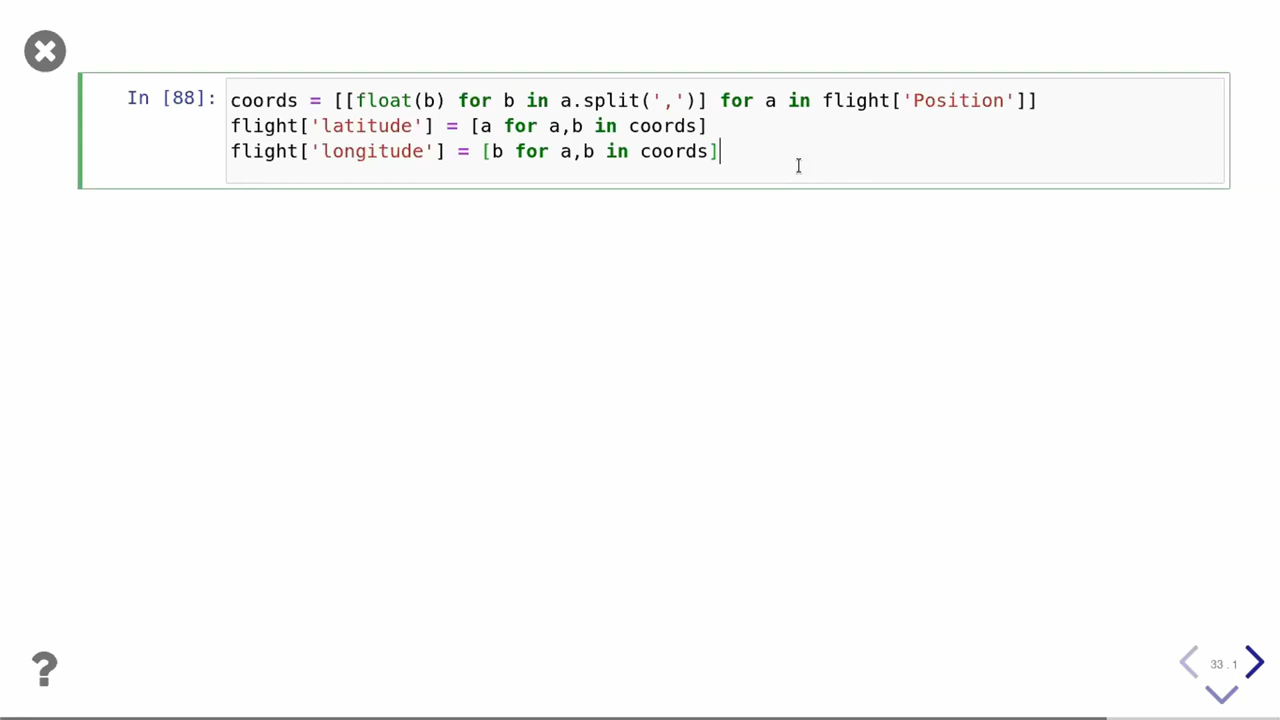 In [88]:
coords = [[float(b) for b in a.split(',')] for a in flight['Position']]
flight['latitude'] = [a for a,b in coords]
flight['longitude'] = [b for a,b in coords]
?
33 . 1